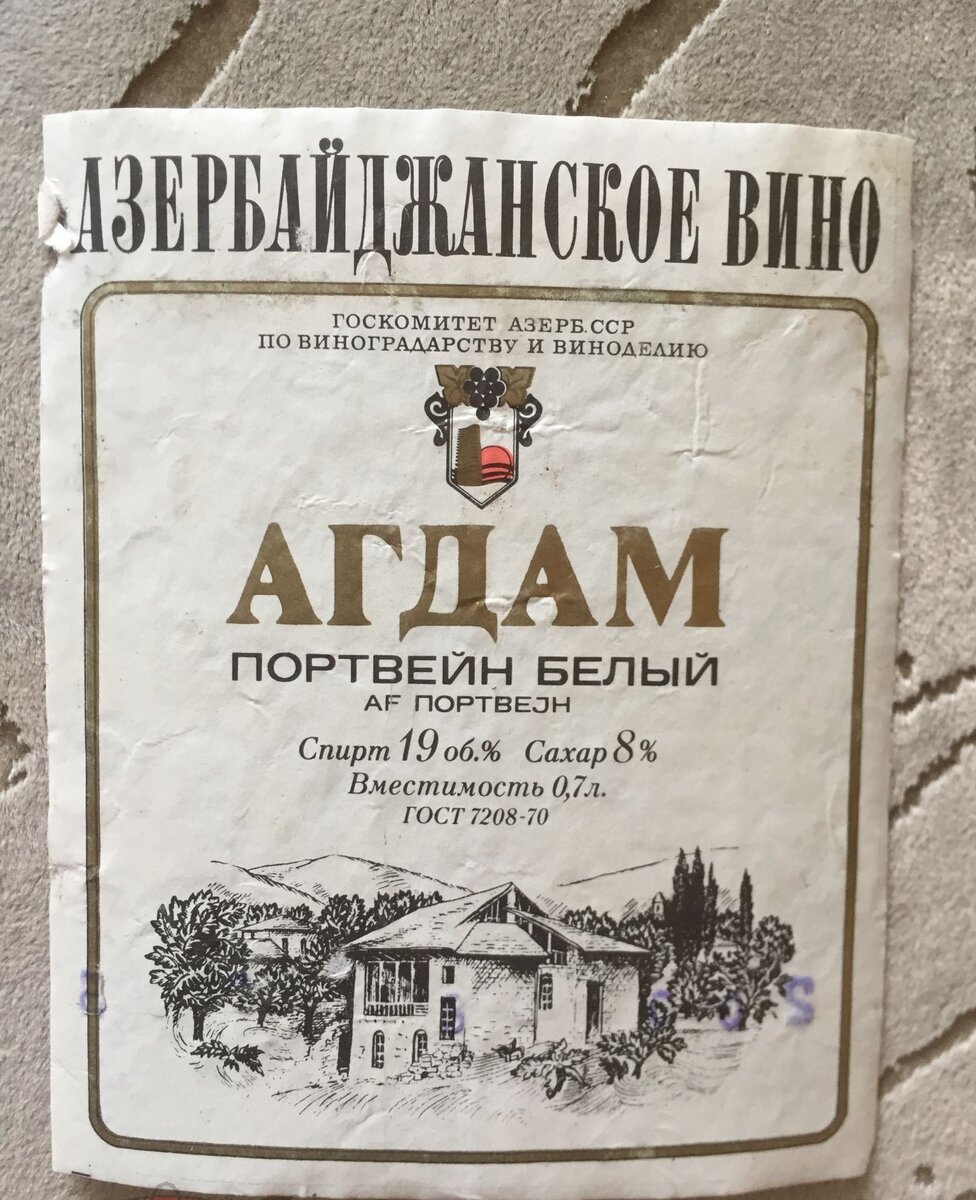 АЗЕРБАЙДЖАНСКОЕ ВИНО
ГОСКОМИТЕТ АЗЕРБ.ССР
ПО ВИНОГРАДАРСТВУ И ВИНОДЕЛИЮ
АГДАМ
ПОРТВЕЙН БЕЛЫЙ
АҒ ПОРТВЕЈН
Спирт 19 об.% Сахар 8%
Вместимость 0,7л.
ГОСТ 7208-70